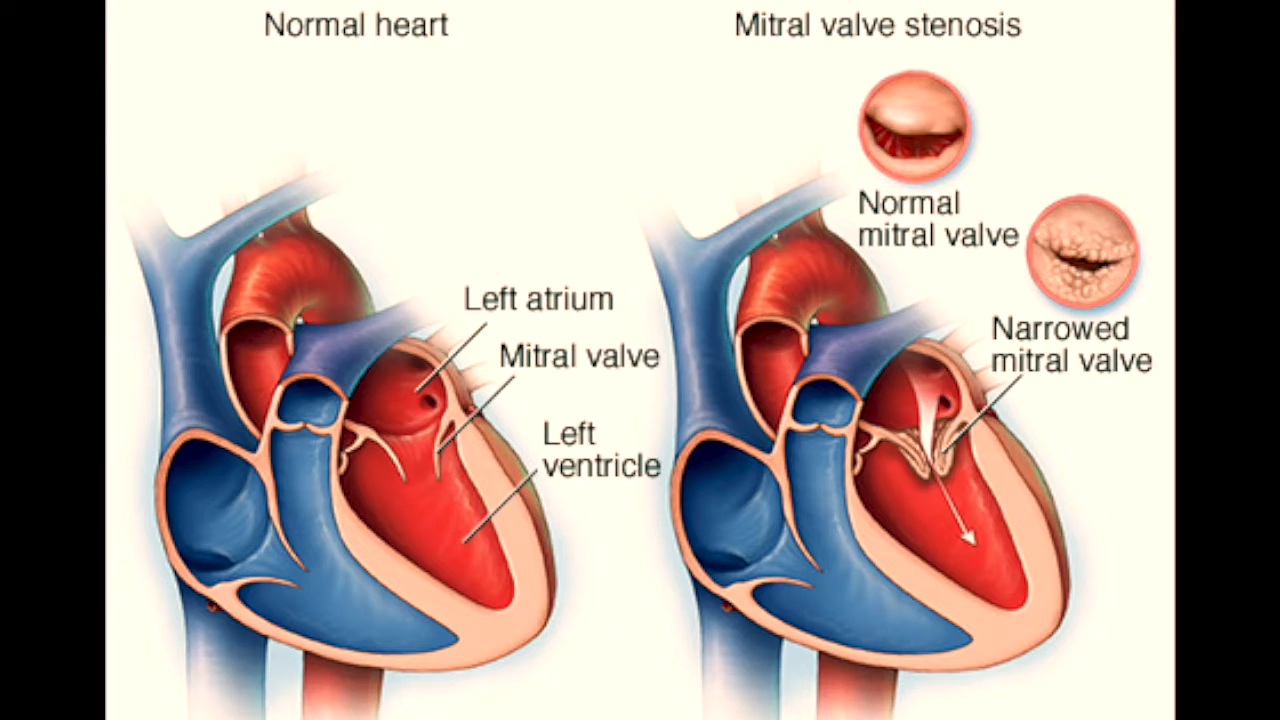 Normal heart
Mitral valve stenosis
Normal
mitral valve
Left atrium
Mitral valve
Left
ventricle
Narrowed
mitral valve